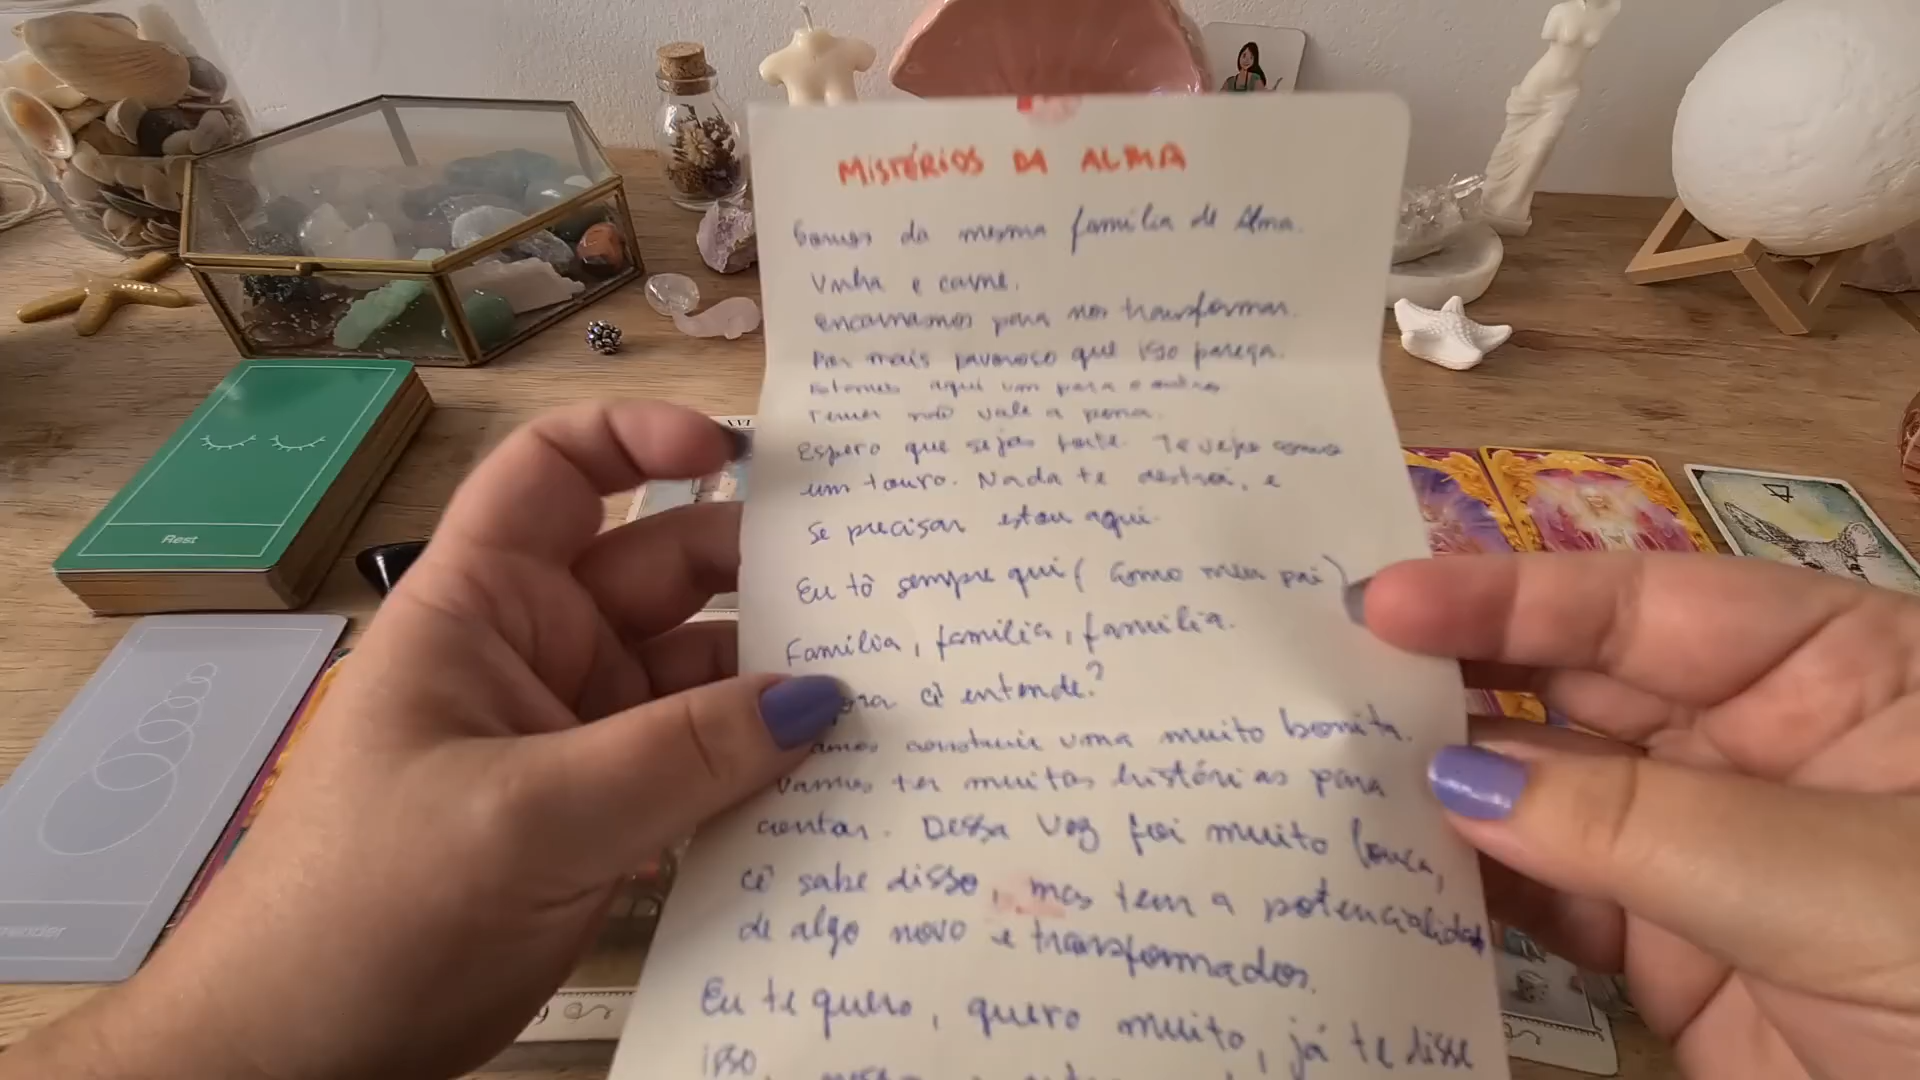 MISTÉRIOS DA ALMA
Somos da mesma família de Alma.
Unha e carne.
encarnamos para nos transformar.
Por mais pavoroso que isso pareça.
Estamos aqui um para o outro
Temer não vale a pena.
Espero que sejas forte. Te vejo como
um touro. Nada te destrói, e
se precisar estou aqui.
Eu tô sempre qui (Como meu pai)
Família, família, família.
cê entende?
construir uma muito bonita.
Vamos ter muitas histórias para
contar. Dessa vez foi muito louca,
cê sabe disso, mas tem a potencialidade
de algo novo e transformador.
Eu te quero, quero muito, já te disse
isso
Rest